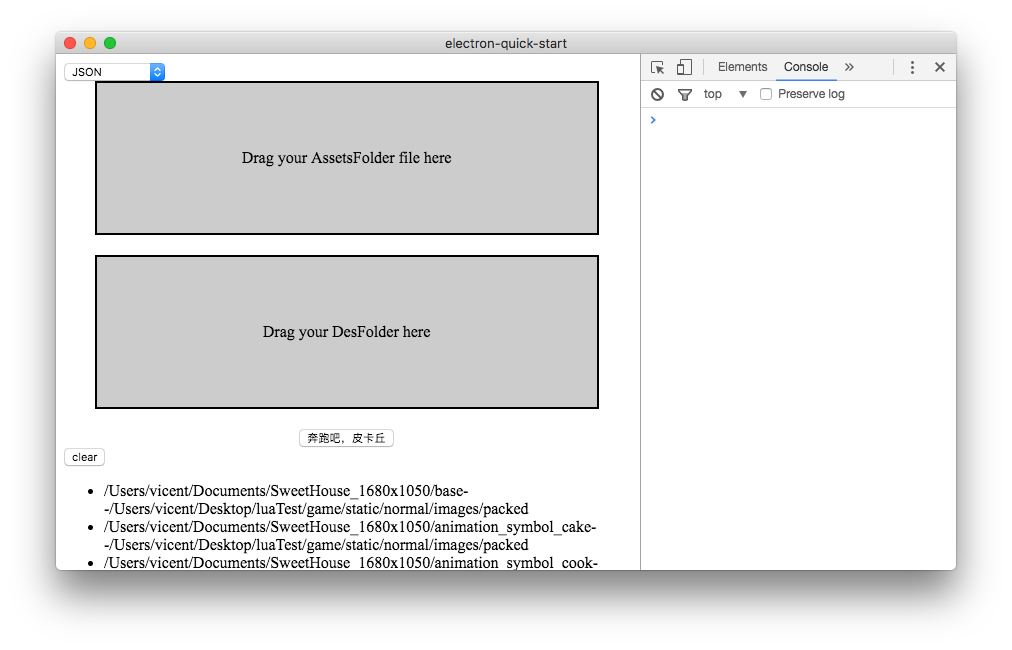 electron-quick-start
JSON
Drag your AssetsFolder file here
Drag your DesFolder here
奔跑吧，皮卡丘
clear
/Users/vicent/Documents/SweetHouse_1680x1050/base-
-/Users/vicent/Desktop/luaTest/game/static/normal/images/packed
/Users/vicent/Documents/SweetHouse_1680x1050/animation_symbol_cake-
-/Users/vicent/Desktop/luaTest/game/static/normal/images/packed
/Users/vicent/Documents/SweetHouse_1680x1050/animation_symbol_cook-
Elements Console
top Preserve log